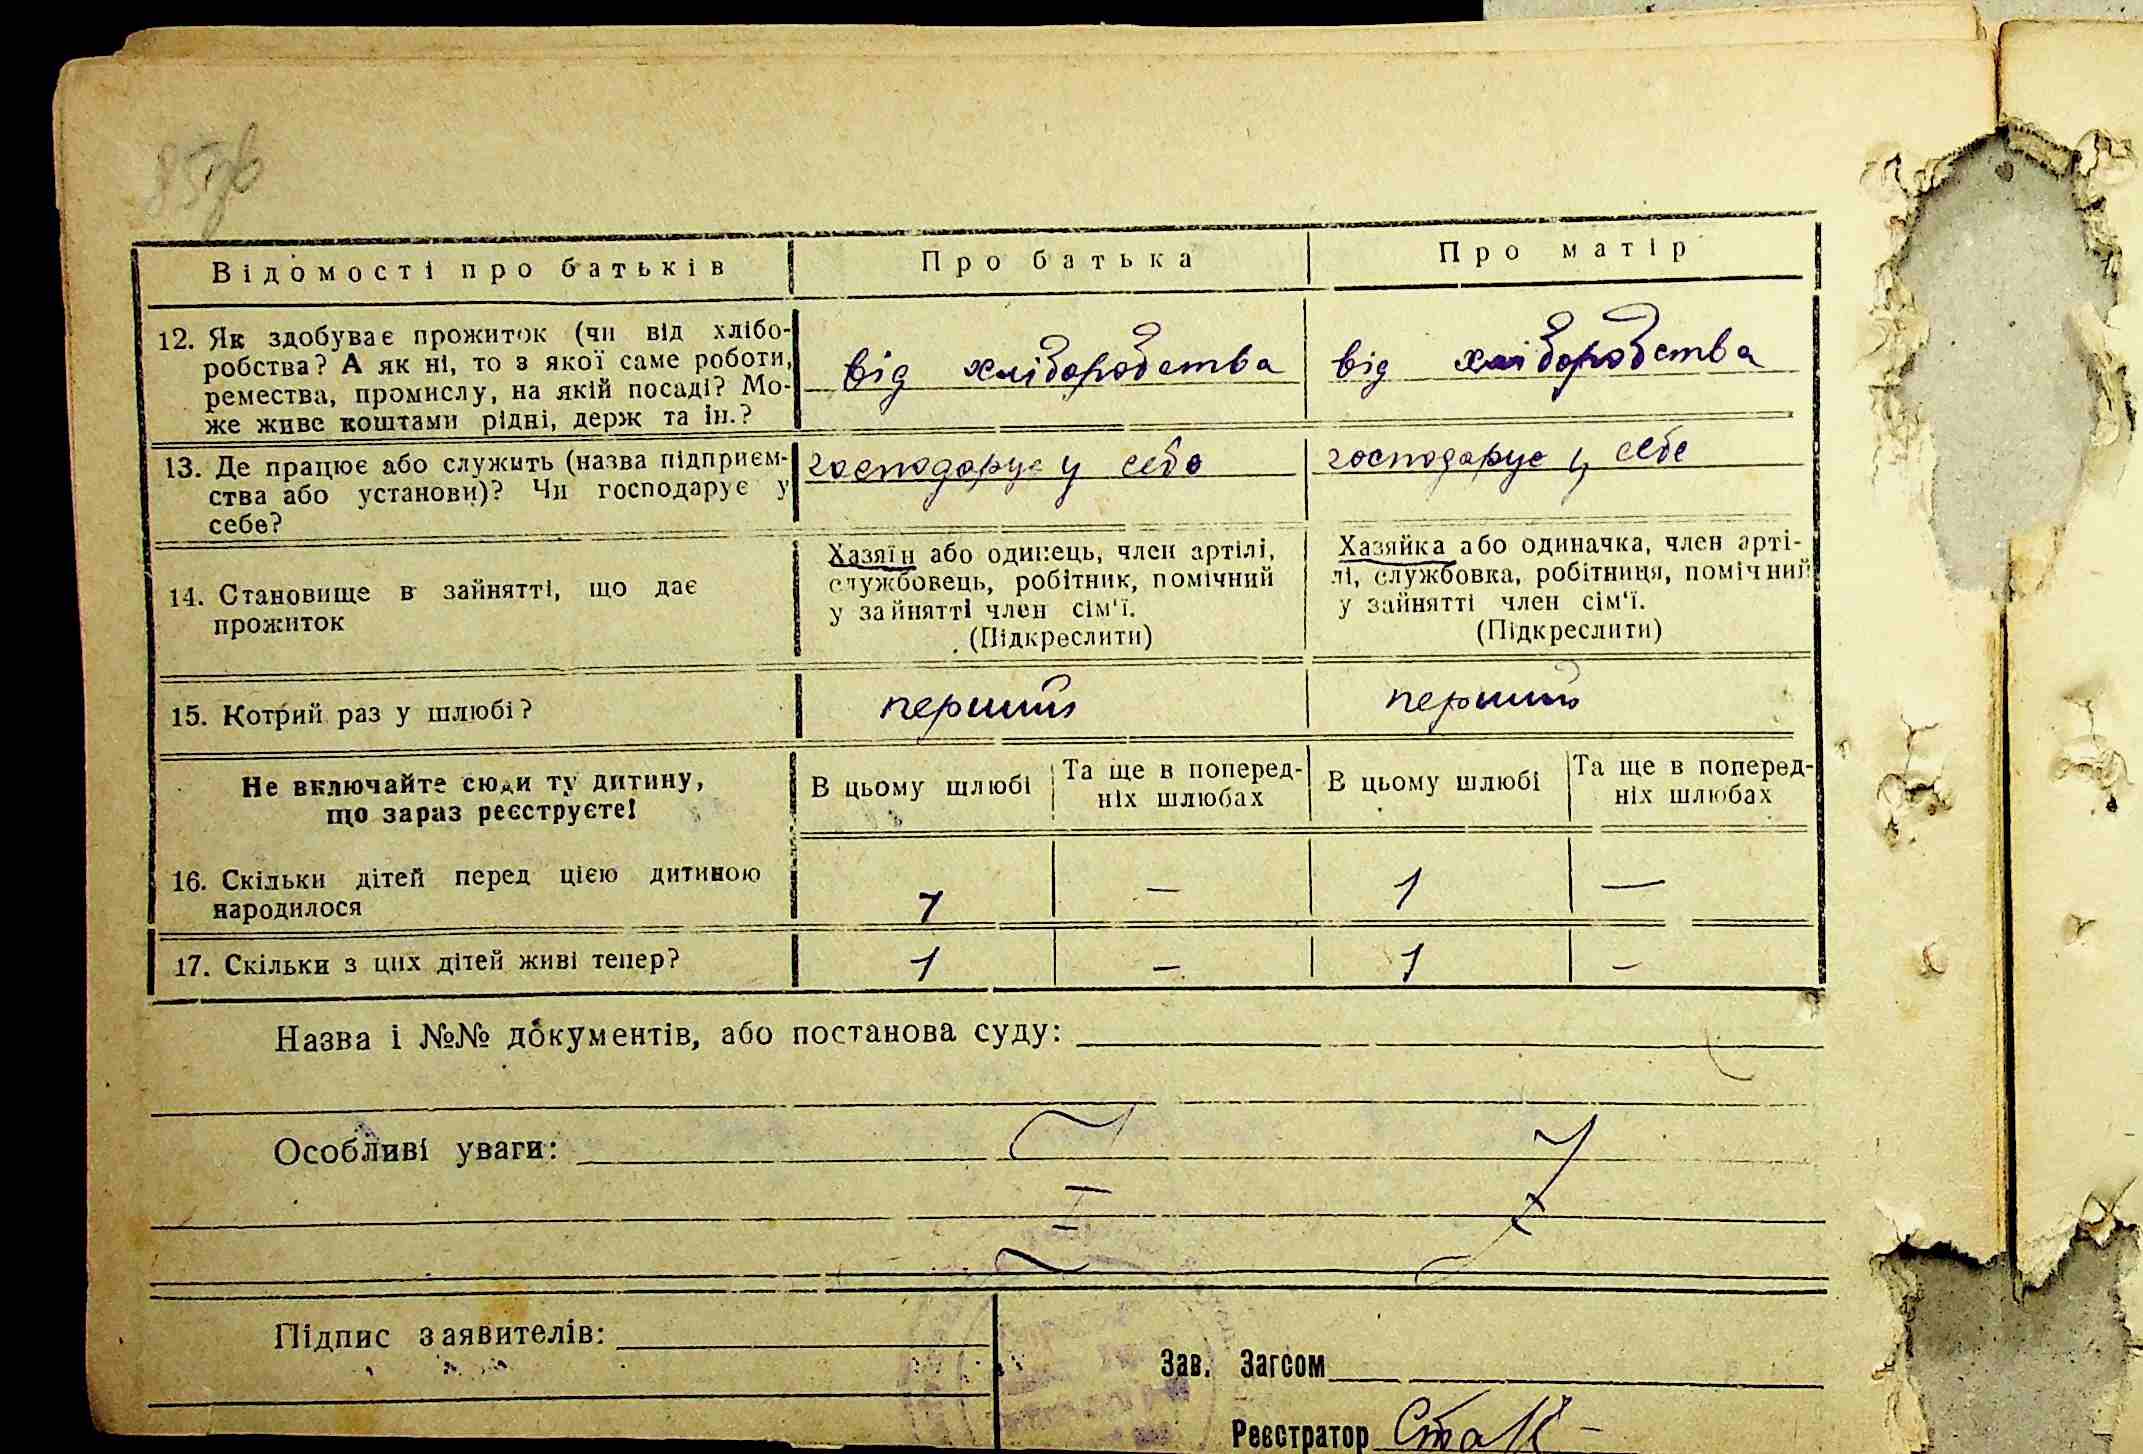 Відомості про батьків Про батька Про матір
12. Як здобуває прожиток (чи від хлібо-
робства? А як ні, то з якої саме роботи,
ремества, промислу, на якій посаді? Мо-
же живе коштами рідні, держ та ін.?
від хліборобства від хліборобства
13. Де працює або служить (назва підприєм-
ства або установи)? Чи господарує у
себе?
господарує у себе господарує у себе
14. Становище в зайнятті, що дає
прожиток
Хазяїн або одинець, член артілі,
службовець, робітник, помічний
у зайнятті член сім'ї.
(Підкреслити)
Хазяйка або одиначка, член арті-
лі, службовка, робітниця, помічний
у зайнятті член сім'ї.
(Підкреслити)
15. Котрий раз у шлюбі? перший перший
Не включайте сюди ту дитину,
що зараз реєструєте!
В цьому шлюбі Та ще в поперед-
ніх шлюбах
В цьому шлюбі Та ще в поперед-
ніх шлюбах
16. Скільки дітей перед цією дитиною
народилося
1 — 1 —
17. Скільки з цих дітей живі тепер? 1 – 1 –
Назва і №№ документів, або постанова суду:
Особливі уваги:
Підпис заявителів:
Зав. Загсом
Реєстратор